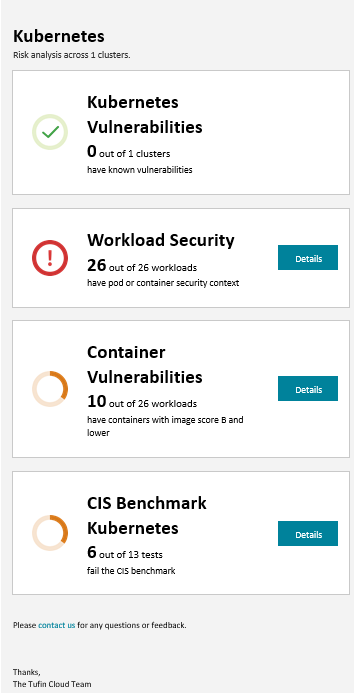 Kubernetes
Risk analysis across 1 clusters.
Kubernetes
Vulnerabilities
0 out of 1 clusters
have known vulnerabilities
Workload Security
26 out of 26 workloads
have pod or container security context
Details
Container
Vulnerabilities
10 out of 26 workloads
have containers with image score B and
lower
Details
CIS Benchmark
Kubernetes
6 out of 13 tests
fail the CIS benchmark
Details
Please contact us for any questions or feedback.
Thanks,
The Tufin Cloud Team